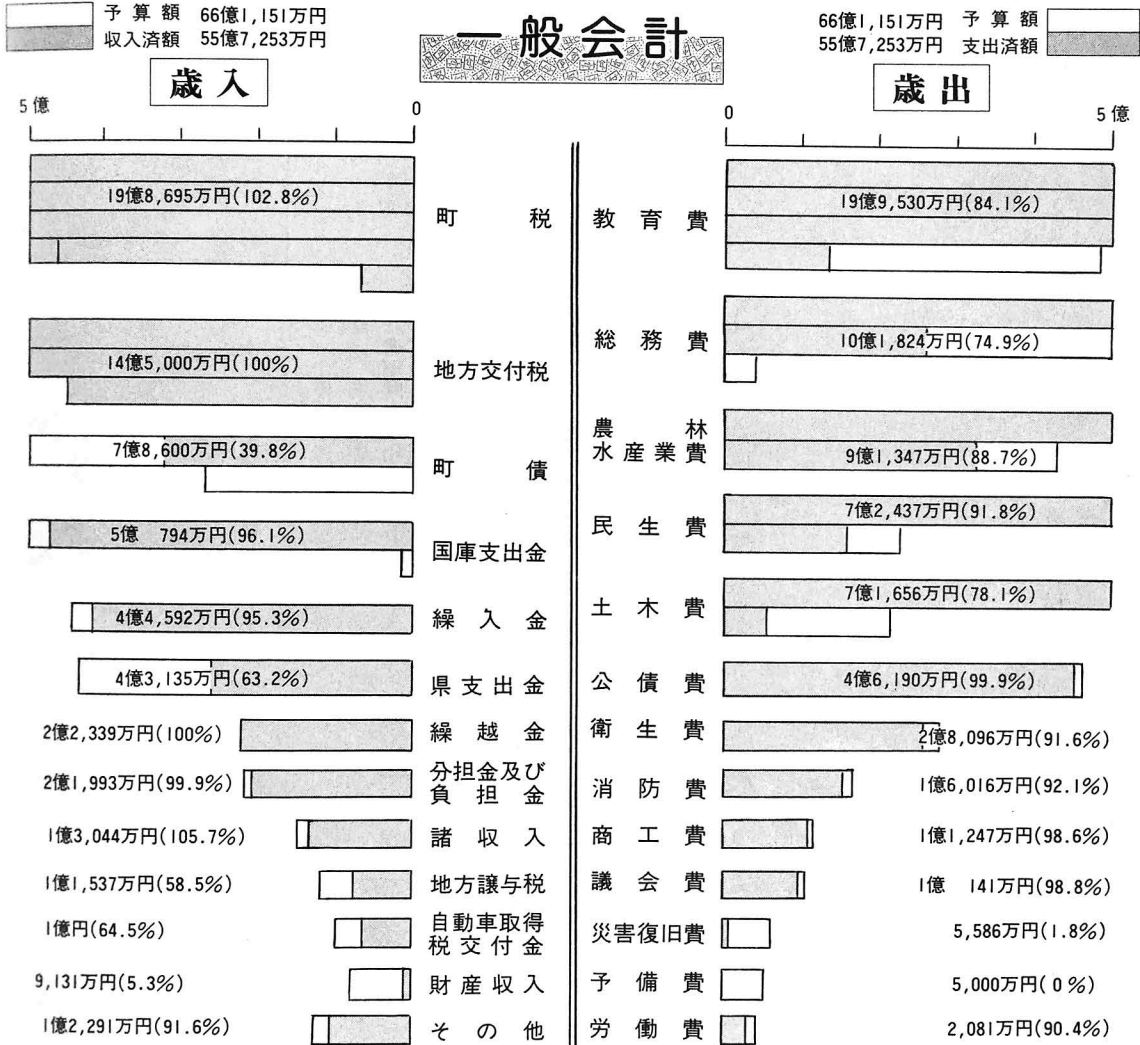 一般会計
予算額 66億1,151万円
収入済額 55億7,253万円
歳入
5億 0
19億8,695万円(102.8%) 町税
14億5,000万円(100%) 地方交付税
7億8,600万円(39.8%) 町債
5億 794万円(96.1%) 国庫支出金
4億4,592万円(95.3%) 繰入金
4億3,135万円(63.2%) 県支出金
2億2,339万円(100%) 繰越金
2億1,993万円(99.9%) 分担金及び
負担金
1億3,044万円(105.7%) 諸収入
1億1,537万円(58.5%) 地方譲与税
1億円(64.5%) 自動車取得
税交付金
9,131万円(5.3%) 財産収入
1億2,291万円(91.6%) その他
66億1,151万円 予算額
55億7,253万円 支出済額
歳出
0 5億
教育費 19億9,530万円(84.1%)
総務費 10億1,824万円(74.9%)
農林
水産業費 9億1,347万円(88.7%)
民生費 7億2,437万円(91.8%)
土木費 7億1,656万円(78.1%)
公債費 4億6,190万円(99.9%)
衛生費 2億8,096万円(91.6%)
消防費 1億6,016万円(92.1%)
商工費 1億1,247万円(98.6%)
議会費 1億 141万円(98.8%)
災害復旧費 5,586万円(1.8%)
予備費 5,000万円(0%)
労働費 2,081万円(90.4%)